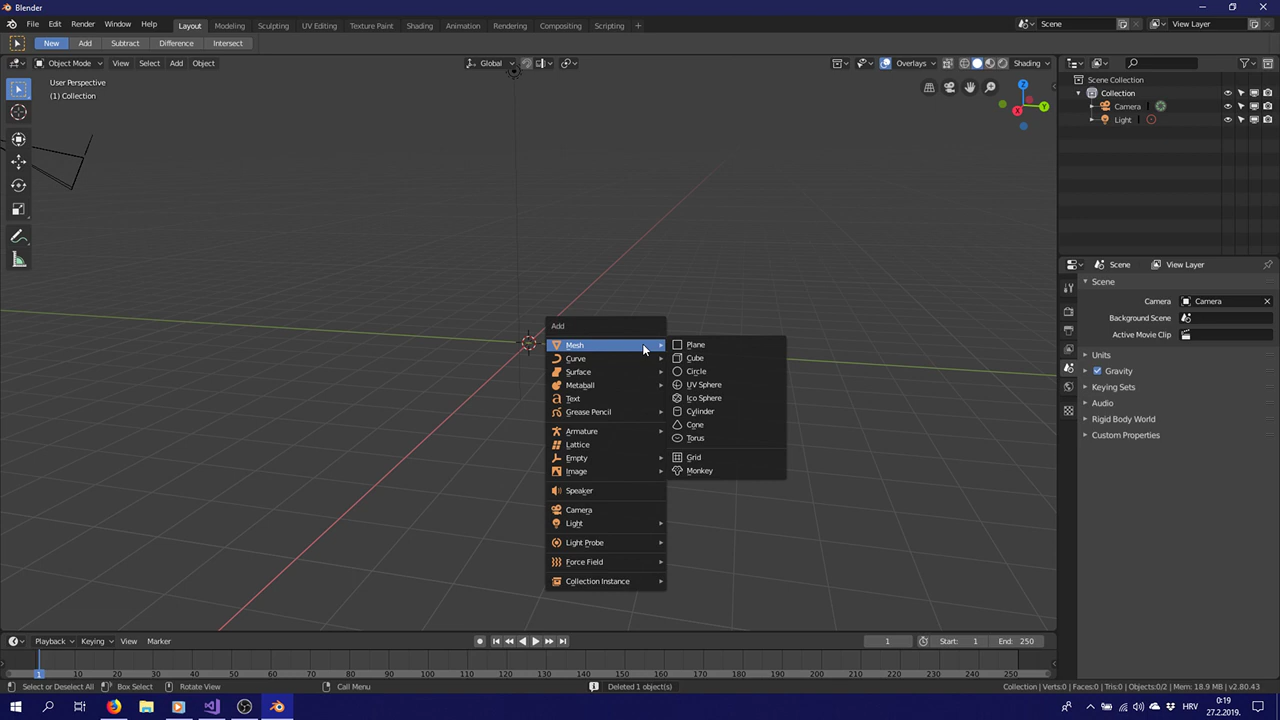 Blender
File Edit Render Window Help Layout Modeling Sculpting UV Editing Texture Paint Shading Animation Rendering Compositing Scripting + Scene View Layer
New Add Subtract Difference Intersect
Object Mode View Select Add Object Global Overlays Shading
User Perspective
(1) Collection
Scene Collection
Collection
Camera
Light
X
Y
Z
Add
Mesh
Curve
Surface
Metaball
Text
Grease Pencil
Armature
Lattice
Empty
Image
Speaker
Camera
Light
Light Probe
Force Field
Collection Instance
Plane
Cube
Circle
UV Sphere
Ico Sphere
Cylinder
Cone
Torus
Grid
Monkey
Scene View Layer
Scene
Camera Camera
Background Scene
Active Movie Clip
Units
Gravity
Keying Sets
Audio
Rigid Body World
Custom Properties
Playback Keying View Marker 1 Start: 1 End: 250
1 10 20 30 40 50 60 70 80 90 100 110 120 130 140 150 160 170 180 190 200 210 220 230 240 250
Select or Deselect All Box Select Rotate View Call Menu Deleted 1 object(s) Collection | Verts:0 | Faces:0 | Tris:0 | Objects:0/2 | Mem: 18.9 MB | v2.80.43
HRV 0:19
27.2.2019.